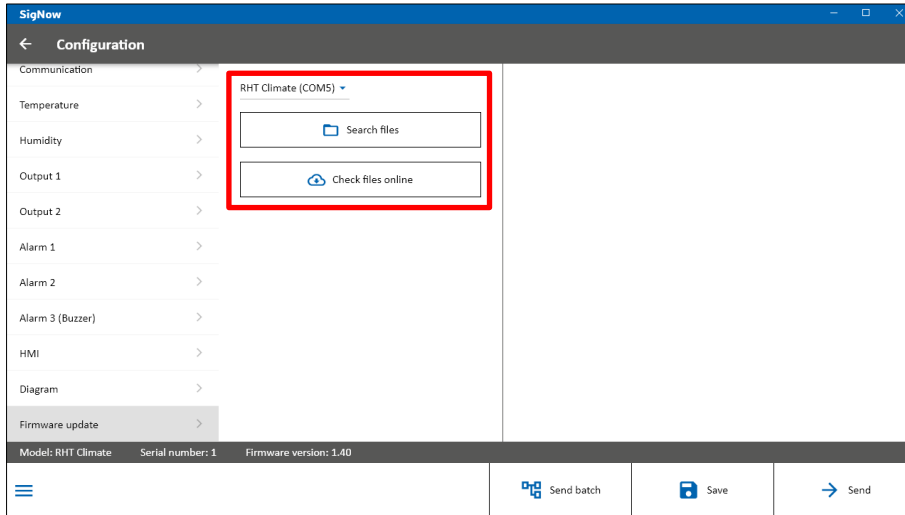 SigNow
Configuration
Communication
Temperature
Humidity
Output 1
Output 2
Alarm 1
Alarm 2
Alarm 3 (Buzzer)
HMI
Diagram
Firmware update
RHT Climate (COM5)
Search files
Check files online
Model: RHT Climate Serial number: 1 Firmware version: 1.40
Send batch Save Send